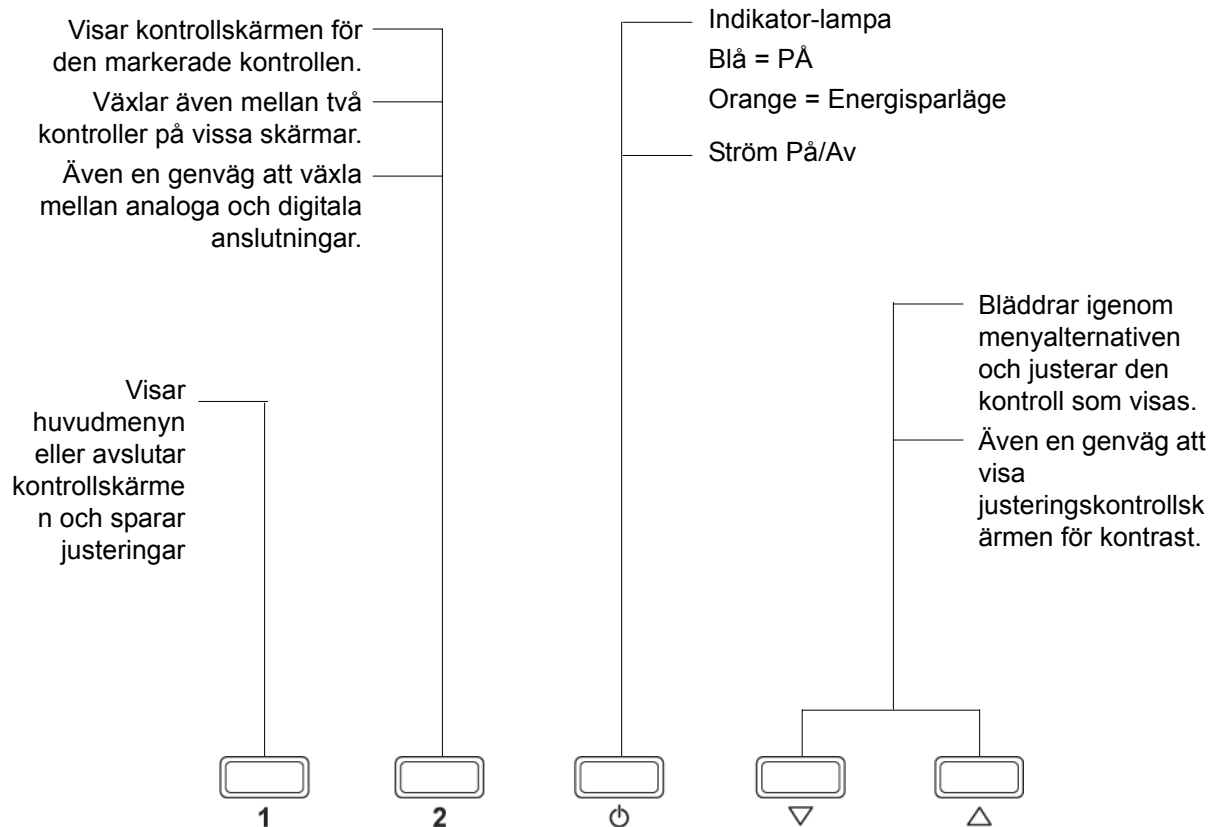 Visar kontrollskärmen för
den markerade kontrollen.
Växlar även mellan två
kontroller på vissa skärmar.
Även en genväg att växla
mellan analoga och digitala
anslutningar.
Indikator-lampa
Blå = PÅ
Orange = Energisparläge
Ström På/Av
Visar
huvudmenyn
eller avslutar
kontrollskärme
n och sparar
justeringar
Bläddrar igenom
menyalternativen
och justerar den
kontroll som visas.
Även en genväg att
visa
justeringskontrollsk
ärmen för kontrast.
1 2